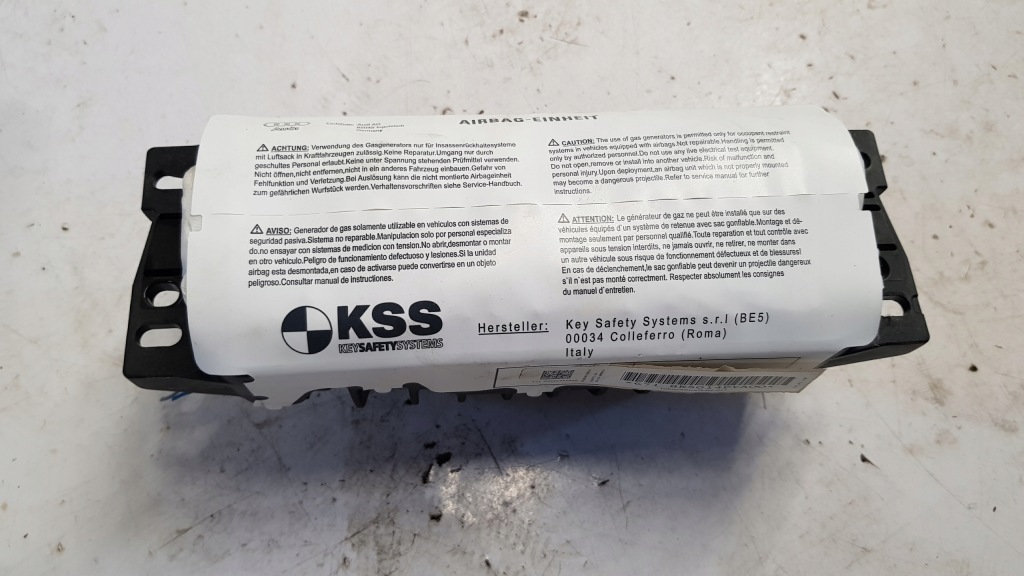 Audi AG
AIRBAG-EINHEIT
ACHTUNG: Verwendung des Gasgenerators nur für Insassenrückhaltesysteme
mit Luftsack in Kraftfahrzeugen zulässig.Keine Reparatur.Umgang nur durch
geschultes Personal erlaubt.Keine unter Spannung stehenden Prüfmittel verwenden.
Nicht öffnen,nicht entfernen,nicht in ein anderes Fahrzeug einbauen.Gefahr von
Fehlfunktion und Verletzung.Bei Auslösung kann die nicht montierte Airbageinheit
zum gefährlichen Wurfstück werden.Verhaltensvorschriften siehe Service-Handbuch.
CAUTION: The use of gas generators is permitted only for occupant restraint
systems in vehicles equipped with airbags.Not repairable.Handling is permitted
only by authorized personnel.Do not use any live electrical test equipment.
Do not open,remove or install into another vehicle.Risk of malfunction and
personal injury.Upon deployment,an airbag unit which is not properly mounted
may become a dangerous projectile.Refer to service manual for further
instructions.
AVISO: Generador de gas solamente utilizable en vehículos con sistemas de
seguridad pasiva.Sistema no reparable.Manipulacion solo por personal especializa
do.no ensayar con sistemas de medicion con tension.No abrir,desmontar o montar
en otro vehículo.Peligro de funcionamiento defectuoso y lesiones.Si la unidad
airbag esta desmontada,en caso de activarse puede convertirse en un objeto
peligroso.Consultar manual de instrucciones.
ATTENTION: Le générateur de gaz ne peut être installé que sur des
véhicules équipés d'un système de retenue avec sac gonflable.Montage et dé-
montage seulement par personnel qualifié.Toute reparation et tout contrôle avec
appareils sous tension interdits, ne jamais ouvrir, ne retirer, ne monter dans
un autre véhicule sous risque de fonctionnement défectueux et de blessures!
En cas de déclenchement,le sac gonflable peut devenir un projectile dangereux
s'il n'est pas monté correctement. Respecter absolument les consignes
du manuel d'entretien.
KSS
KEYSAFETYSYSTEMS
Hersteller: Key Safety Systems s.r.l (BE5)
00034 Colleferro (Roma)
Italy